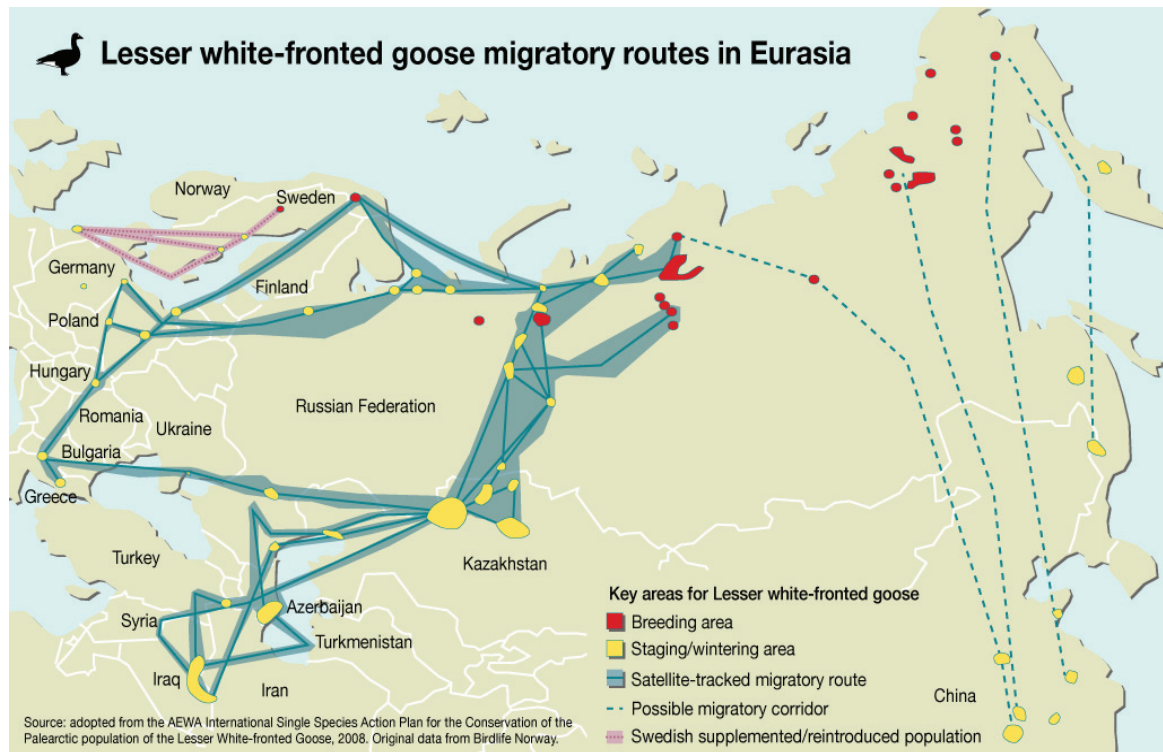 Lesser white-fronted goose migratory routes in Eurasia
Norway
Sweden
Germany
Finland
Poland
Hungary
Romania
Russian Federation
Ukraine
Bulgaria
Greece
Turkey
Kazakhstan
Key areas for Lesser white-fronted goose
Azerbaijan
Breeding area
Syria
Turkmenistan
Staging/wintering area
Iraq
Iran
Satellite-tracked migratory route
China
Possible migratory corridor
Source: adopted from the AEWA International Single Species Action Plan for the Conservation of the
Palearctic population of the Lesser White-fronted Goose, 2008. Original data from Birdlife Norway.
Swedish supplemented/reintroduced population